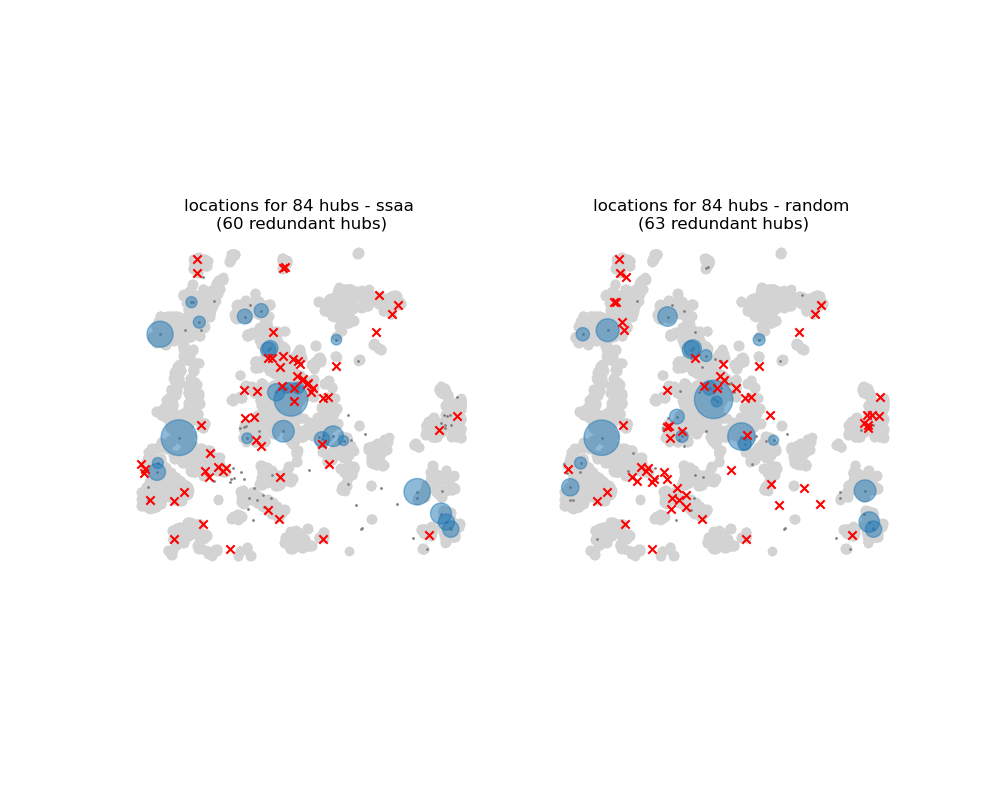 locations for 84 hubs - ssaa
(60 redundant hubs)
locations for 84 hubs - random
(63 redundant hubs)